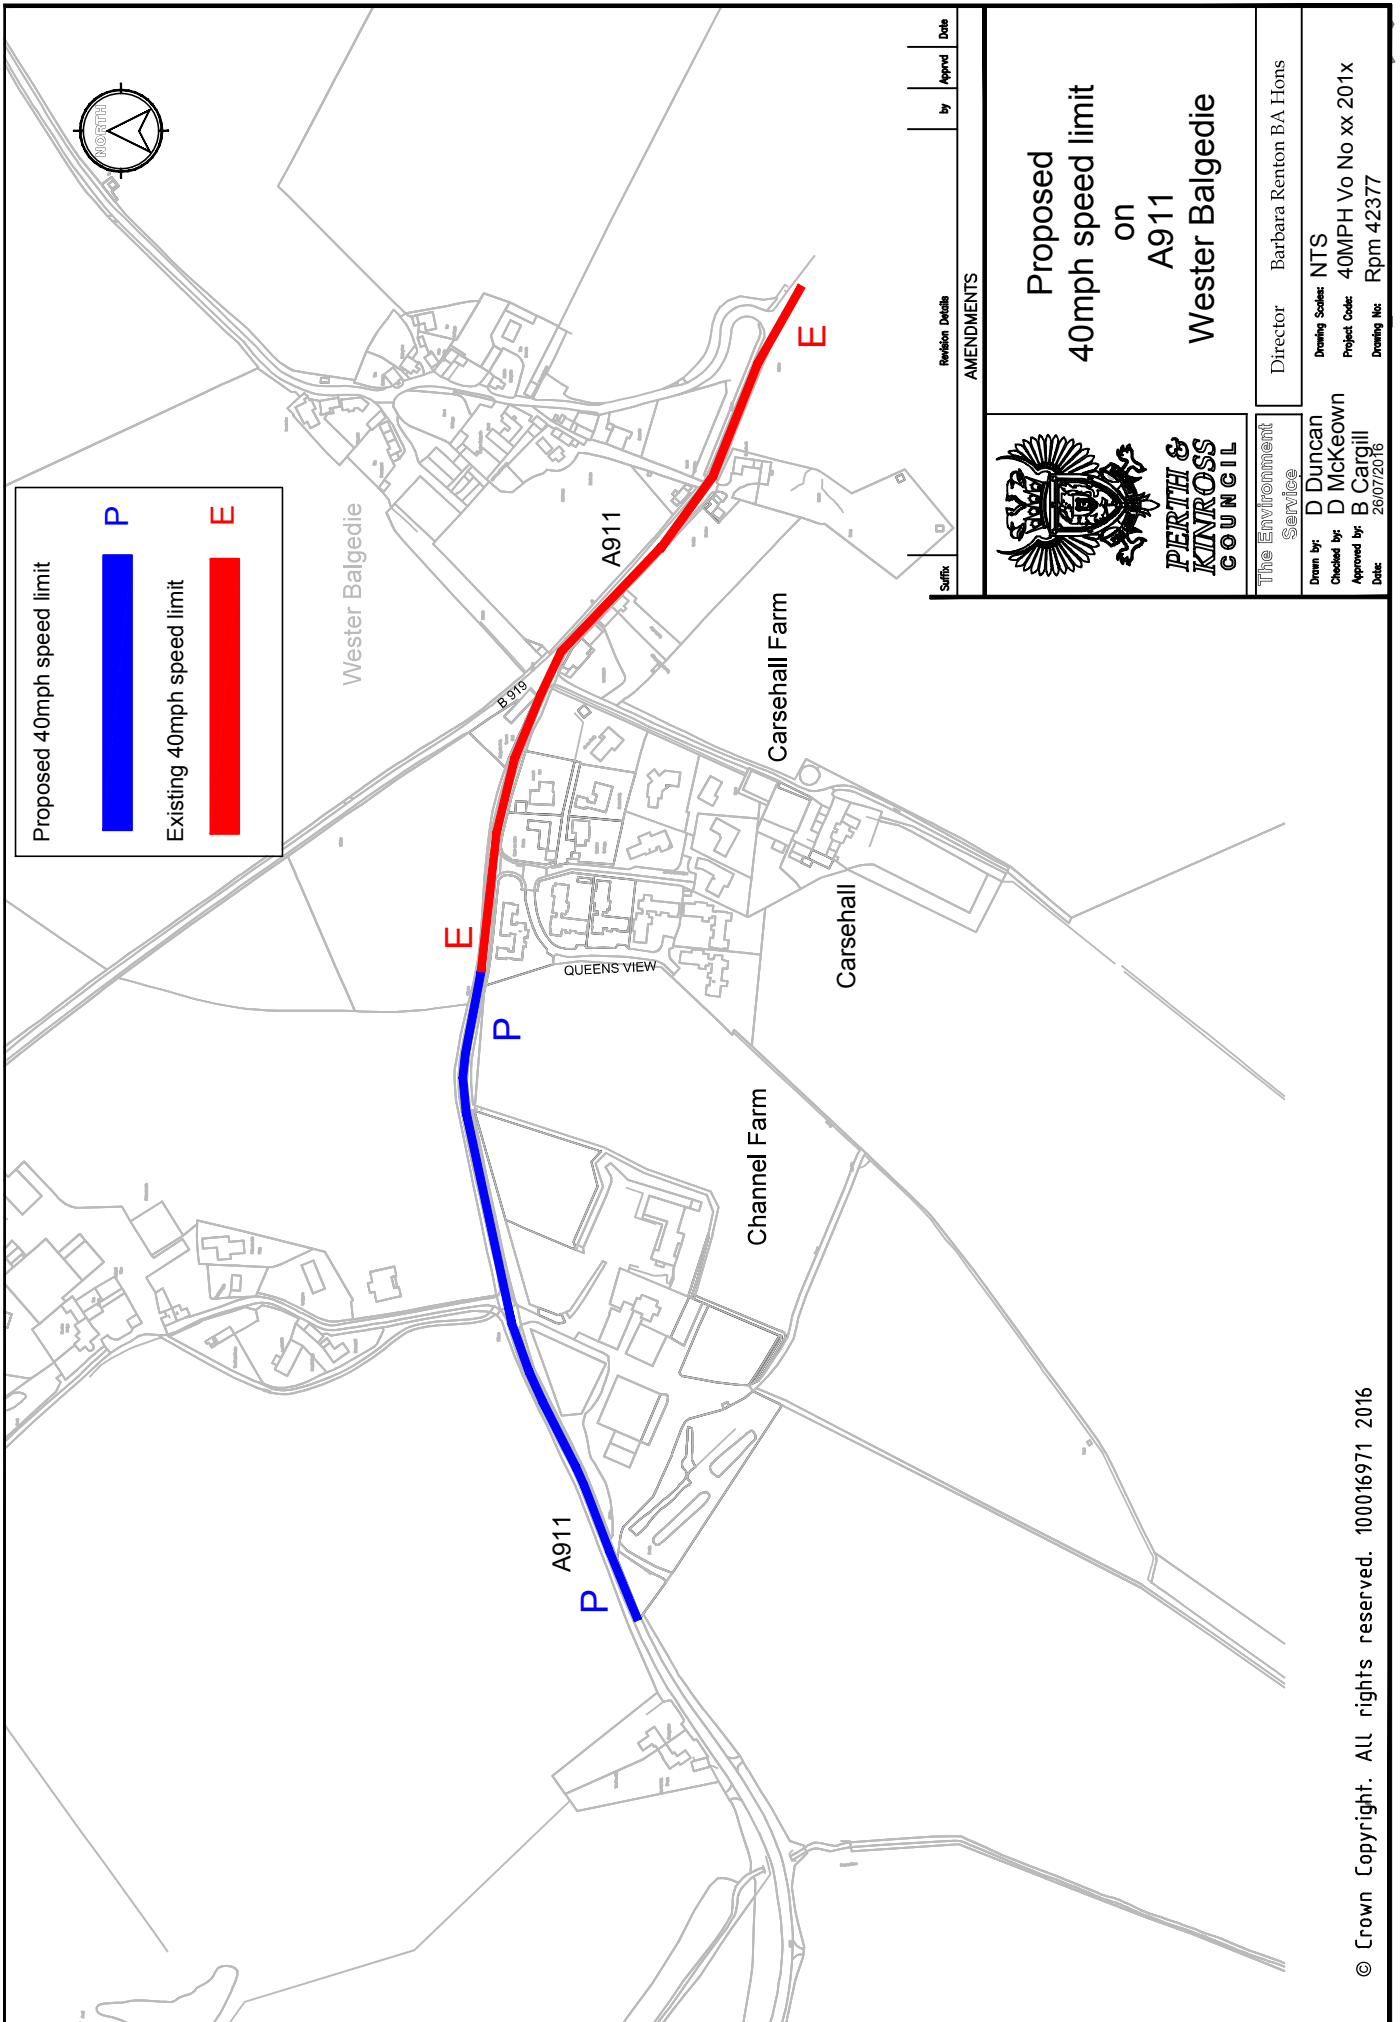 Proposed 40mph speed limit
P
Existing 40mph speed limit
E
NORTH
Wester Balgedie
B 919
A911
E
E
P
QUEENS VIEW
Carsehall Farm
Carsehall
Channel Farm
A911
P
Suffix
Revision Details
by
Apprvd
Date
AMENDMENTS
PERTH &
KINROSS
COUNCIL
Proposed
40mph speed limit
on
A911
Wester Balgedie
The Environment
Service
Director Barbara Renton BA Hons
Drawn by: D Duncan
Checked by: D McKeown
Approved by: B Cargill
Date: 26/07/2016
Drawing Scales: NTS
Project Code: 40MPH Vo No xx 201x
Drawing No: Rpm 42377
© Crown Copyright. All rights reserved. 100016971 2016